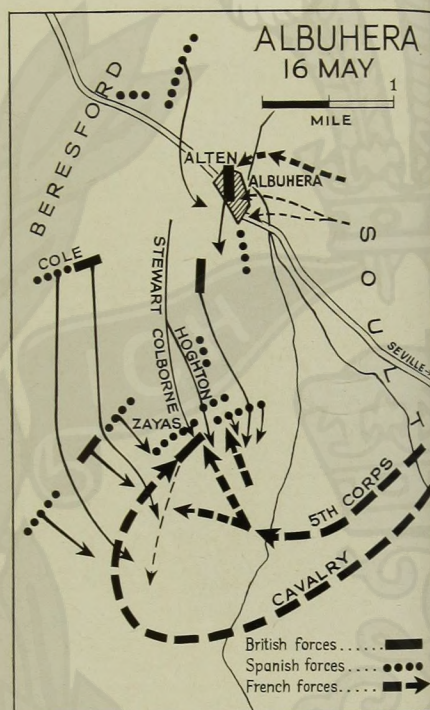 ALBUHERA
16 MAY
1
MILE
BERESFORD
ALTEN
ALBUHERA
SOULT
COLE
STEWART
COLBORNE
HOGHTON
SEVILLE
ZAYAS
5TH CORPS
CAVALRY
British forces.....
Spanish forces...
French forces.....